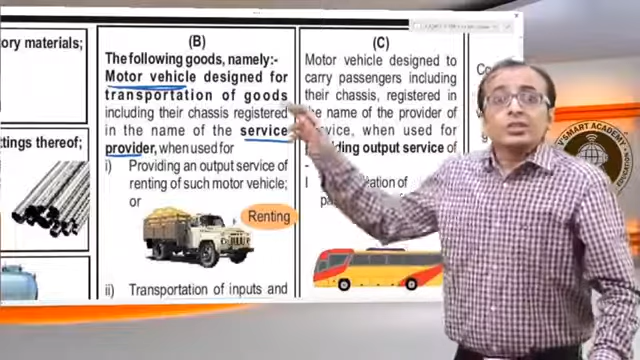 ory materials;
ttings thereof;
(B)
The following goods, namely:-
Motor vehicle designed for
transportation of goods
including their chassis registered
in the name of the service
provider, when used for
i) Providing an output service of
renting of such motor vehicle;
or
Renting
ii) Transportation of inputs and
(C)
Motor vehicle designed to
carry passengers including
their chassis, registered in
the name of the provider of
service, when used for
output service of
of
V'SMART ACADEMY
EDUCATION